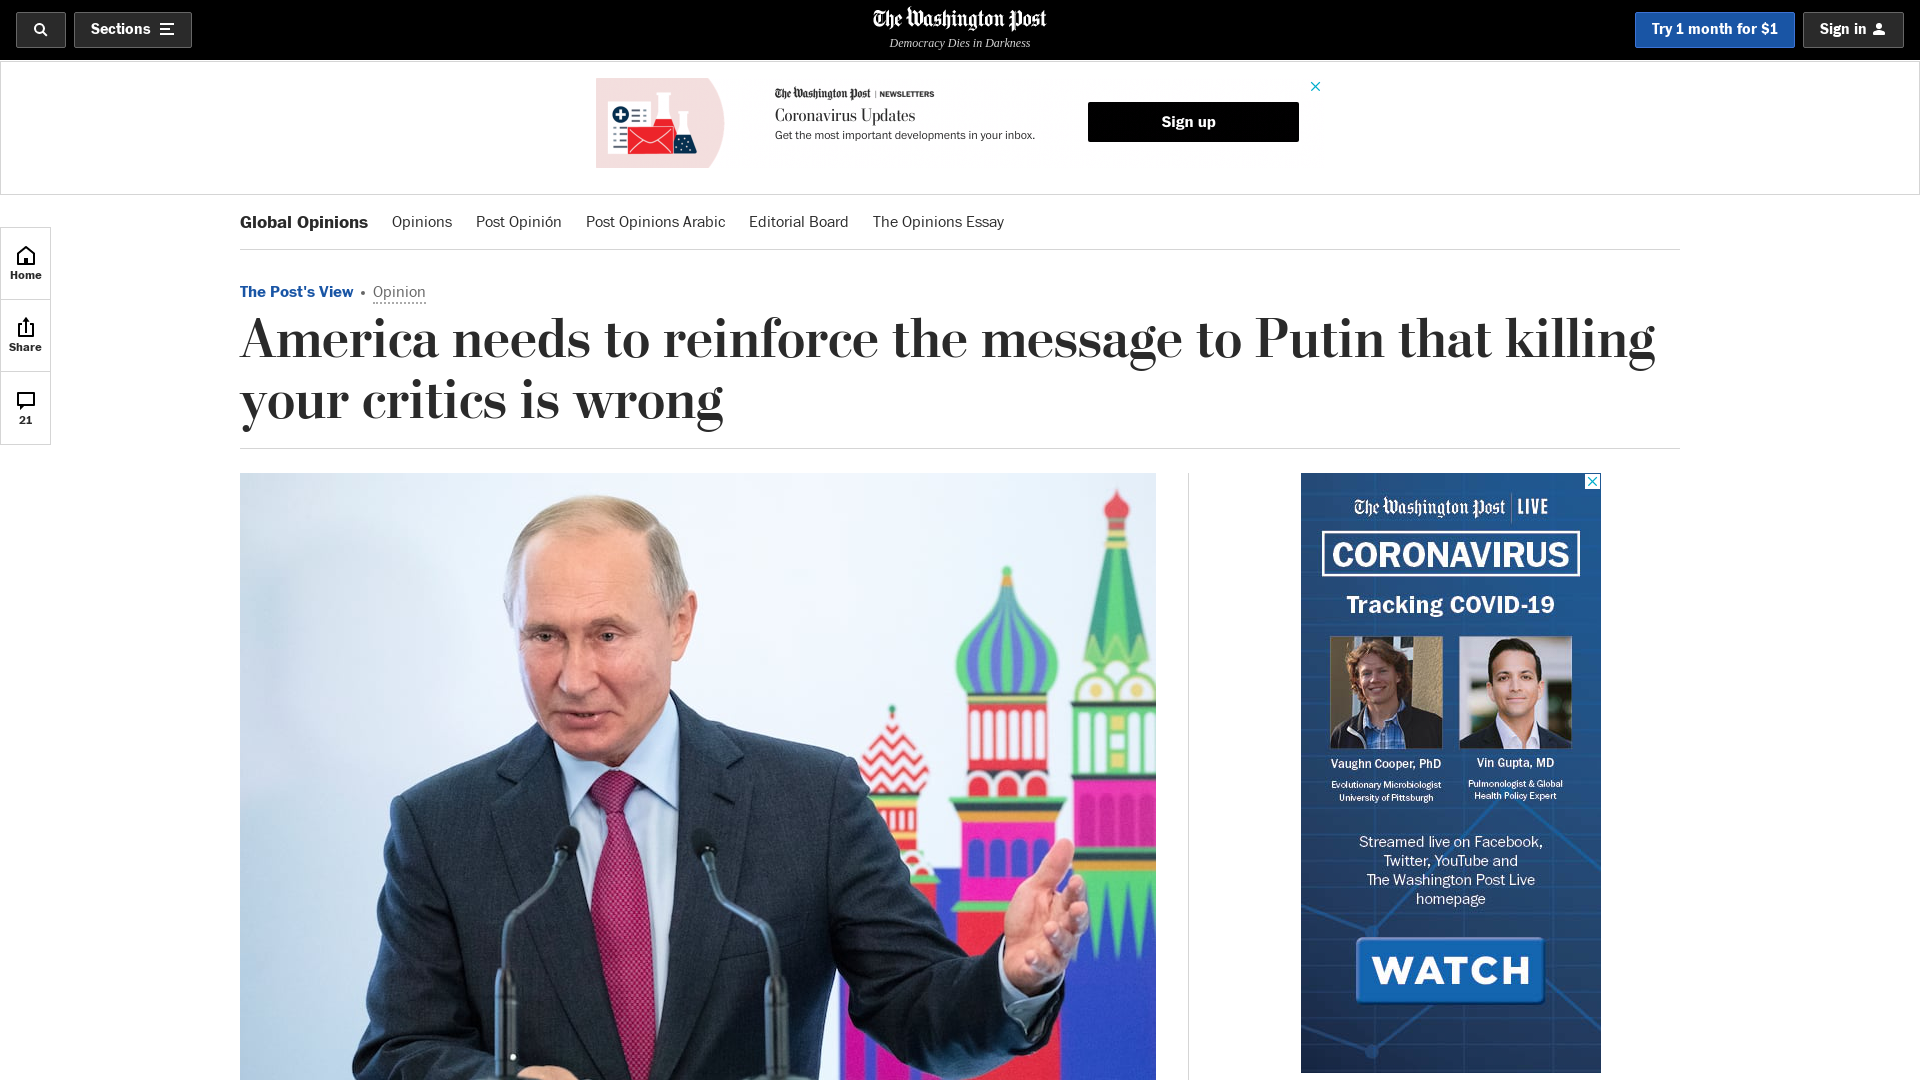 Sections
The Washington Post
Democracy Dies in Darkness
Try 1 month for $1
Sign in
The Washington Post | NEWSLETTERS
Coronavirus Updates
Get the most important developments in your inbox.
Sign up
Global Opinions Opinions Post Opinión Post Opinions Arabic Editorial Board The Opinions Essay
Home
Share
21
The Post's View • Opinion
America needs to reinforce the message to Putin that killing
your critics is wrong
The Washington Post LIVE
CORONAVIRUS
Tracking COVID-19
Vaughn Cooper, PhD
Evolutionary Microbiologist
University of Pittsburgh
Vin Gupta, MD
Pulmonologist & Global
Health Policy Expert
Streamed live on Facebook,
Twitter, YouTube and
The Washington Post Live
homepage
WATCH